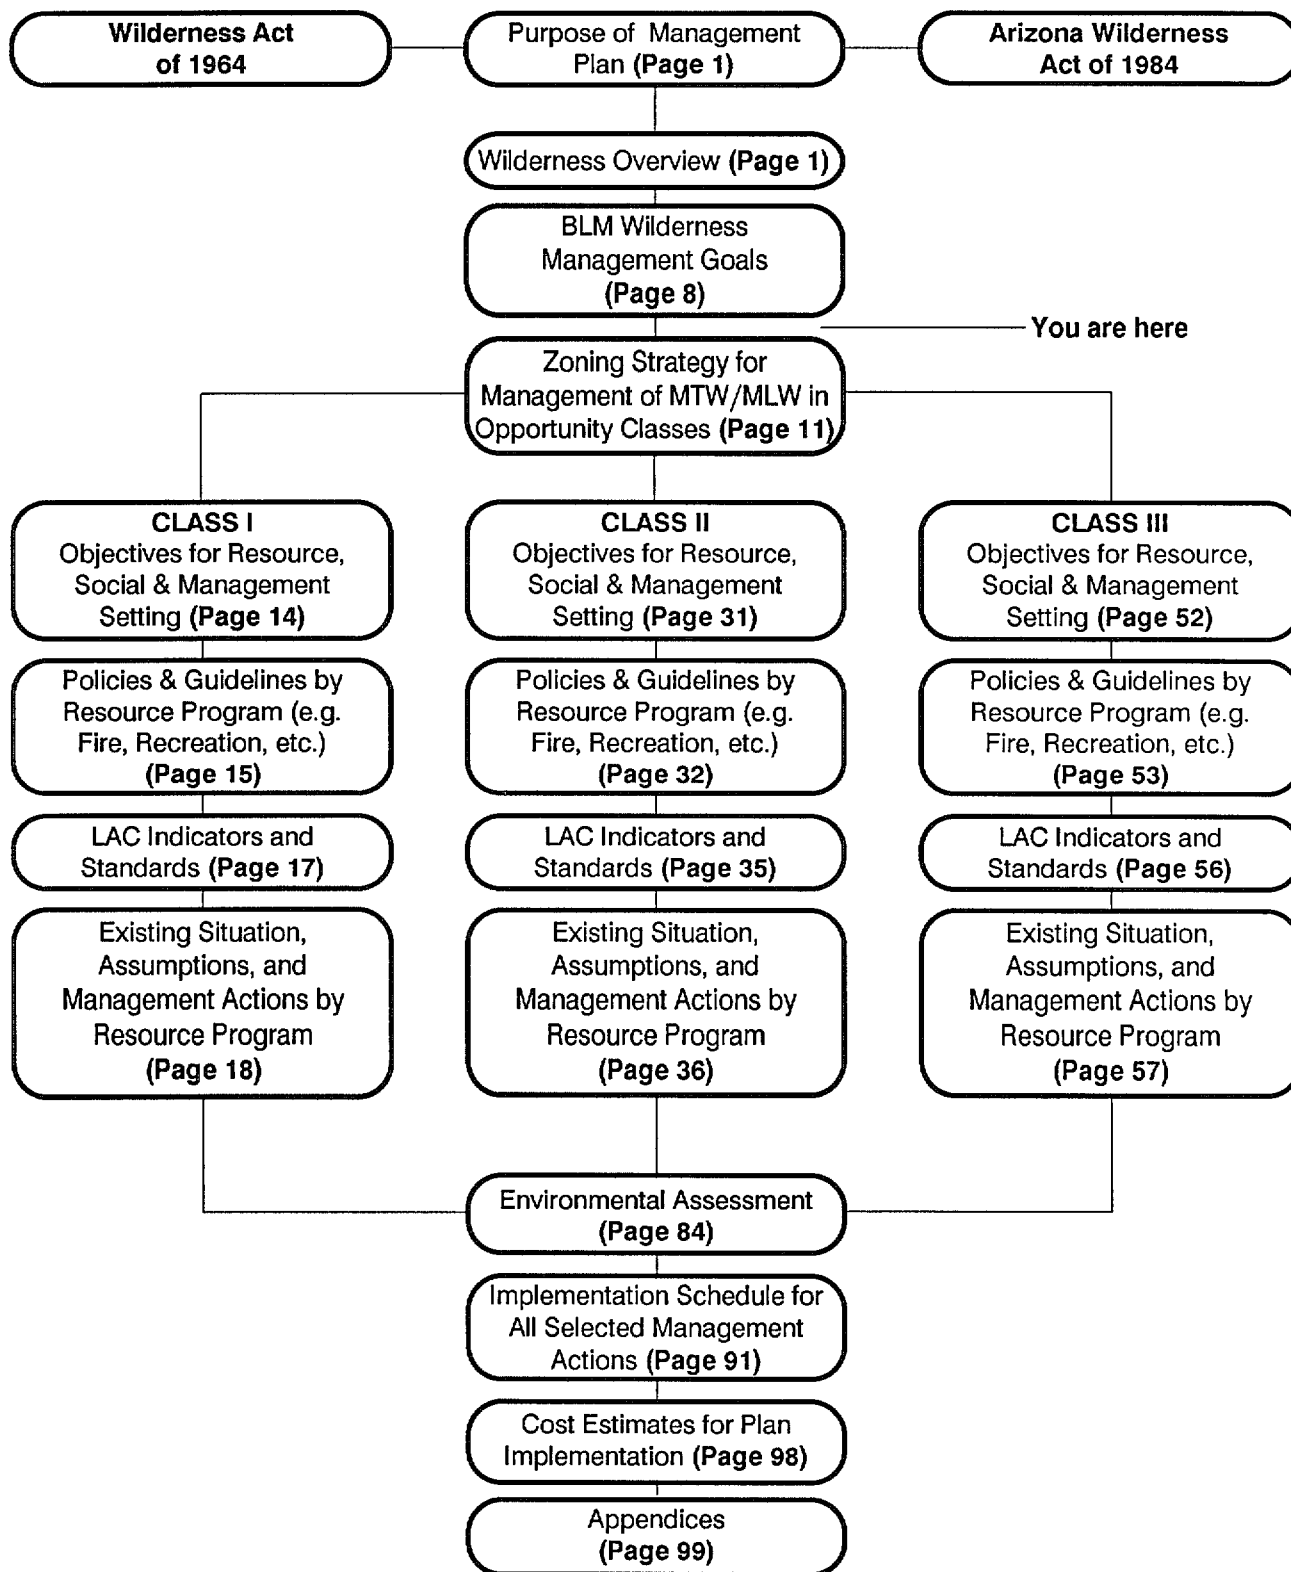 Wilderness Act
of 1964
Purpose of Management
Plan (Page 1)
Arizona Wilderness
Act of 1984
Wilderness Overview (Page 1)
BLM Wilderness
Management Goals
(Page 8)
You are here
Zoning Strategy for
Management of MTW/MLW in
Opportunity Classes (Page 11)
CLASS I
Objectives for Resource,
Social & Management
Setting (Page 14)
Policies & Guidelines by
Resource Program (e.g.
Fire, Recreation, etc.)
(Page 15)
LAC Indicators and
Standards (Page 17)
Existing Situation,
Assumptions, and
Management Actions by
Resource Program
(Page 18)
CLASS II
Objectives for Resource,
Social & Management
Setting (Page 31)
Policies & Guidelines by
Resource Program (e.g.
Fire, Recreation, etc.)
(Page 32)
LAC Indicators and
Standards (Page 35)
Existing Situation,
Assumptions, and
Management Actions by
Resource Program
(Page 36)
CLASS III
Objectives for Resource,
Social & Management
Setting (Page 52)
Policies & Guidelines by
Resource Program (e.g.
Fire, Recreation, etc.)
(Page 53)
LAC Indicators and
Standards (Page 56)
Existing Situation,
Assumptions, and
Management Actions by
Resource Program
(Page 57)
Environmental Assessment
(Page 84)
Implementation Schedule for
All Selected Management
Actions (Page 91)
Cost Estimates for Plan
Implementation (Page 98)
Appendices
(Page 99)